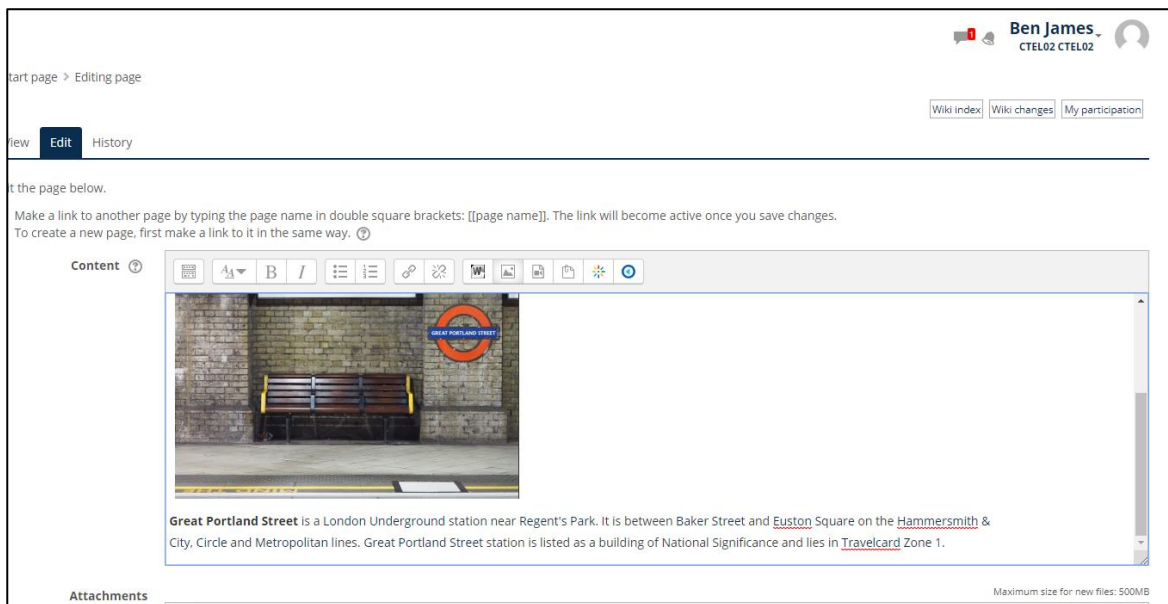 Ben James
1
CTEL02 CTEL02
tart page > Editing page
Wiki index Wiki changes My participation
View Edit History
t the page below.
Make a link to another page by typing the page name in double square brackets: [[page name]]. The link will become active once you save changes.
To create a new page, first make a link to it in the same way.
Content
GREAT PORTLAND STREET
Great Portland Street is a London Underground station near Regent's Park. It is between Baker Street and Euston Square on the Hammersmith &
City, Circle and Metropolitan lines. Great Portland Street station is listed as a building of National Significance and lies in Travelcard Zone 1.
Attachments
Maximum size for new files: 500MB